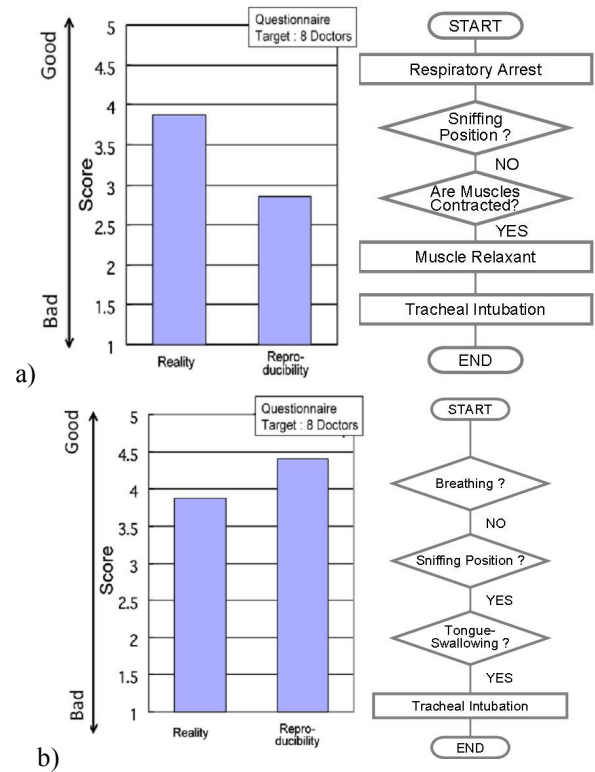 Questionnaire
Target : 8 Doctors
Good
Bad
Score
5
4.5
4
3.5
3
2.5
2
1.5
1
Reality
Repro-
ducibility
START
Respiratory Arrest
Sniffing
Position ?
NO
Are Muscles
Contracted?
YES
Muscle Relaxant
Tracheal Intubation
END
a)
Questionnaire
Target : 8 Doctors
Good
Bad
Score
5
4.5
4
3.5
3
2.5
2
1.5
1
Reality
Repro-
ducibility
START
Breathing ?
NO
Sniffing Position ?
YES
Tongue-
Swallowing ?
YES
Tracheal Intubation
END
b)